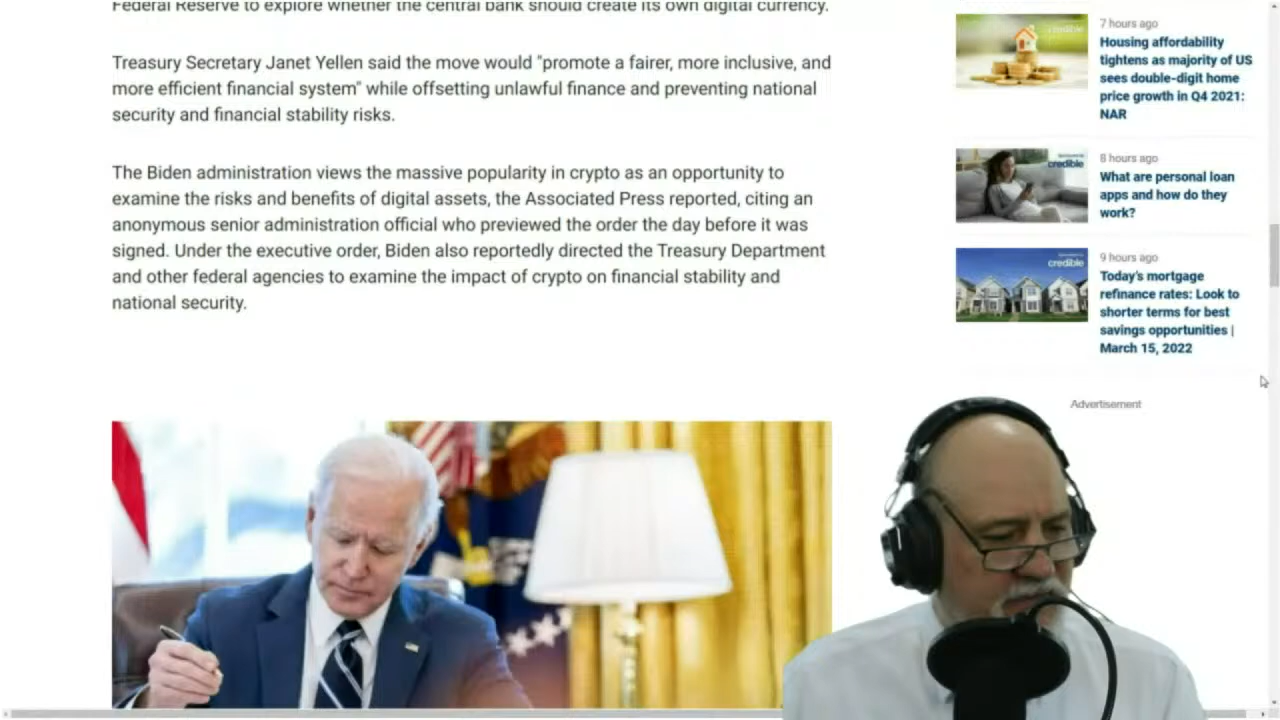 Federal Reserve to explore whether the central bank should create its own digital currency.
Treasury Secretary Janet Yellen said the move would "promote a fairer, more inclusive, and
more efficient financial system" while offsetting unlawful finance and preventing national
security and financial stability risks.
The Biden administration views the massive popularity in crypto as an opportunity to
examine the risks and benefits of digital assets, the Associated Press reported, citing an
anonymous senior administration official who previewed the order the day before it was
signed. Under the executive order, Biden also reportedly directed the Treasury Department
and other federal agencies to examine the impact of crypto on financial stability and
national security.
credible
7 hours ago
Housing affordability
tightens as majority of US
sees double-digit home
price growth in Q4 2021:
NAR
credible
8 hours ago
What are personal loan
apps and how do they
work?
credible
9 hours ago
Today's mortgage
refinance rates: Look to
shorter terms for best
savings opportunities |
March 15, 2022
Advertisement